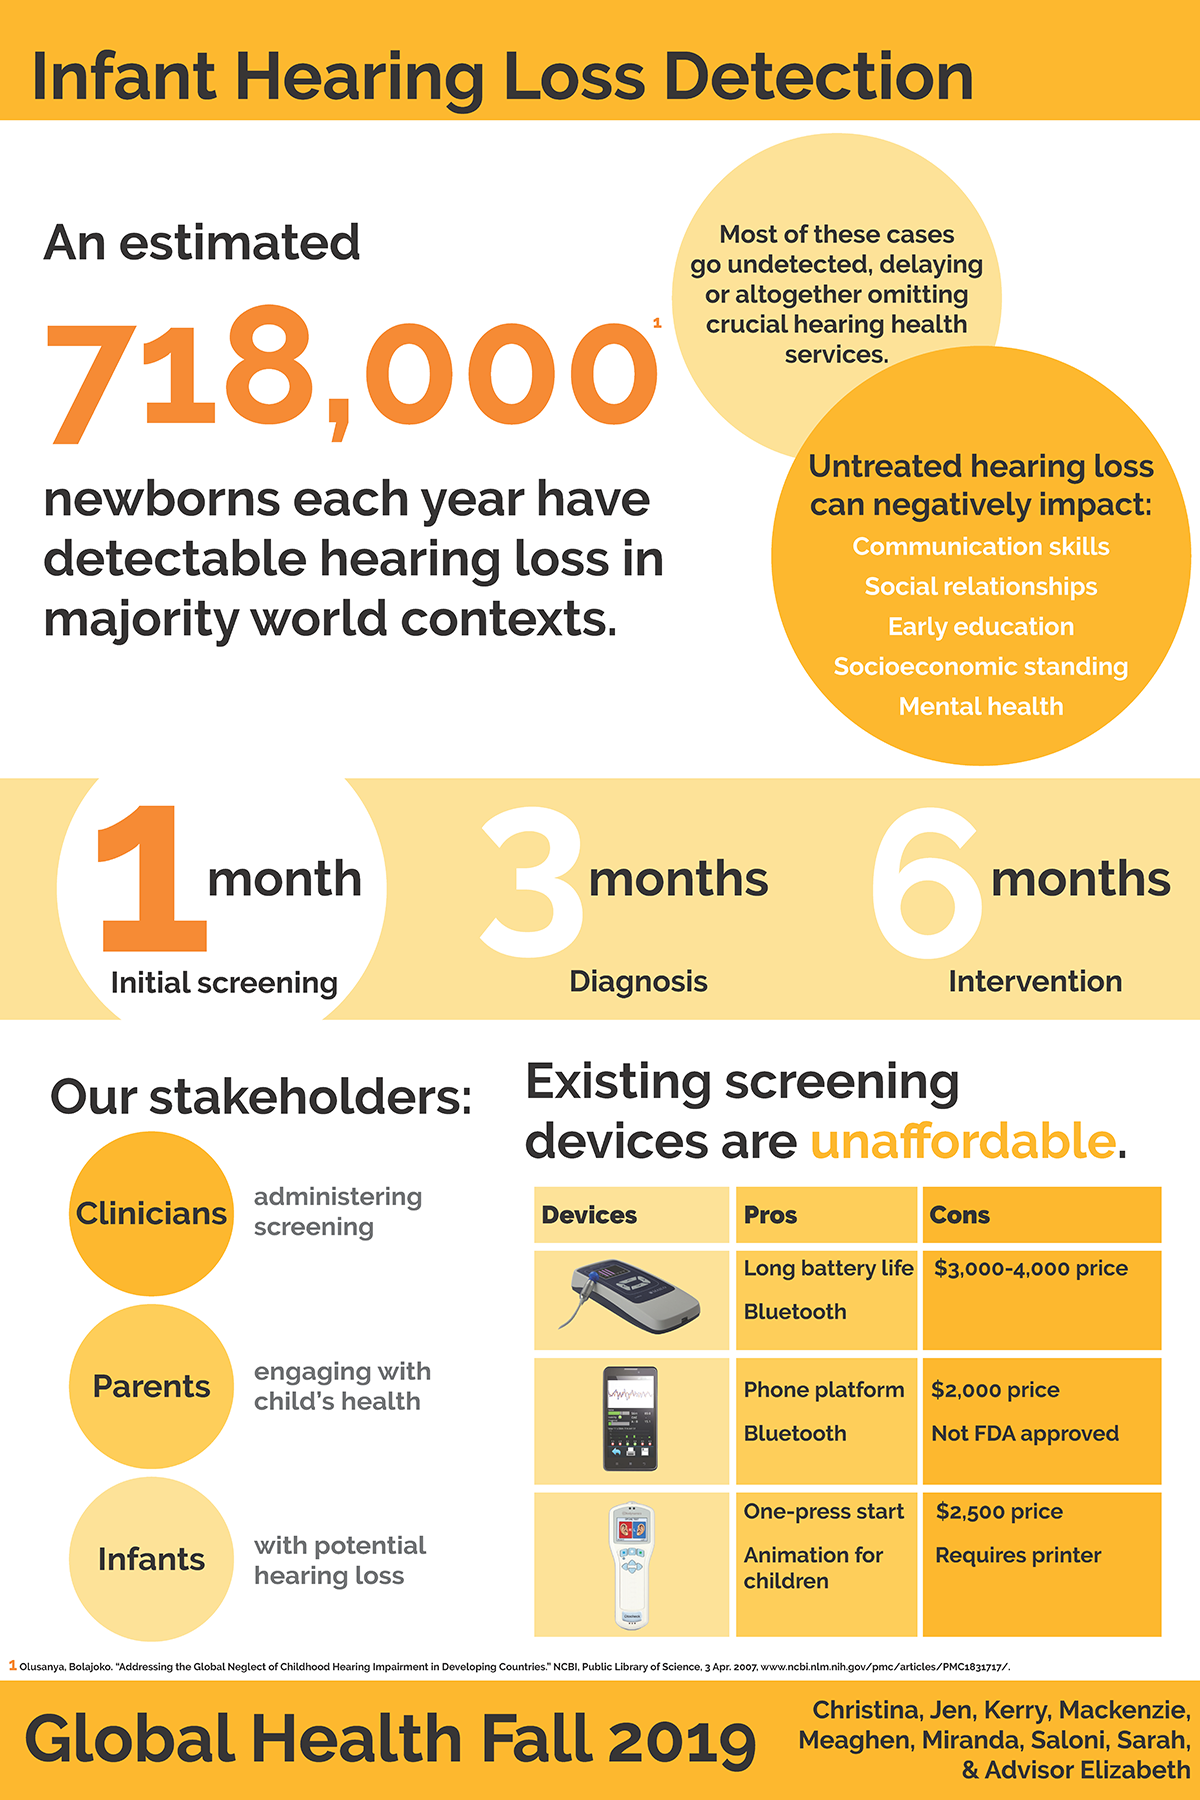 Infant Hearing Loss Detection
An estimated
718,000¹
newborns each year have
detectable hearing loss in
majority world contexts.
Most of these cases
go undetected, delaying
or altogether omitting
crucial hearing health
services.
Untreated hearing loss
can negatively impact:
Communication skills
Social relationships
Early education
Socioeconomic standing
Mental health
1 month
Initial screening
3 months
Diagnosis
6 months
Intervention
Our stakeholders:
Clinicians
administering
screening
Parents
engaging with
child's health
Infants
with potential
hearing loss
Existing screening
devices are unaffordable.
Devices Pros Cons
Long battery life $3,000-4,000 price
Bluetooth
Phone platform $2,000 price
Bluetooth Not FDA approved
One-press start $2,500 price
Animation for Requires printer
children
1 Olusanya, Bolajoko. “Addressing the Global Neglect of Childhood Hearing Impairment in Developing Countries.” NCBI, Public Library of Science, 3 Apr. 2007, www.ncbi.nlm.nih.gov/pmc/articles/PMC1831717/.
Global Health Fall 2019
Christina, Jen, Kerry, Mackenzie,
Meaghen, Miranda, Saloni, Sarah,
& Advisor Elizabeth